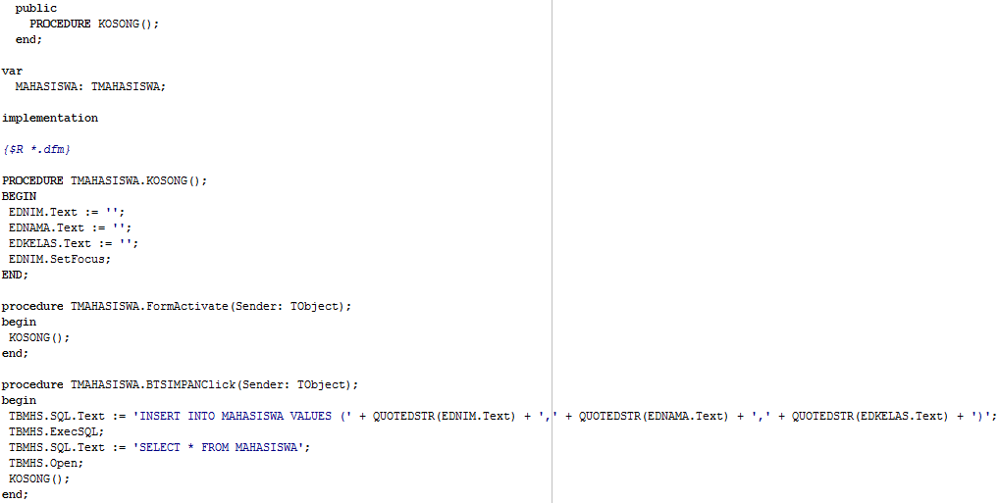 public
PROCEDURE KOSONG();
end;
var
MAHASISWA: TMAHASISWA;
implementation
{$R *.dfm}
PROCEDURE TMAHASISWA.KOSONG();
BEGIN
EDNIM.Text := '';
EDNAMA.Text := '';
EDKELAS.Text := '';
EDNIM.SetFocus;
END;
procedure TMAHASISWA.FormActivate(Sender: TObject);
begin
KOSONG();
end;
procedure TMAHASISWA.BTSIMPANClick(Sender: TObject);
begin
TBMHS.SQL.Text := 'INSERT INTO MAHASISWA VALUES (' + QUOTEDSTR(EDNIM.Text) + ',' + QUOTEDSTR(EDNAMA.Text) + ',' + QUOTEDSTR(EDKELAS.Text) + ')';
TBMHS.ExecSQL;
TBMHS.SQL.Text := 'SELECT * FROM MAHASISWA';
TBMHS.Open;
KOSONG();
end;